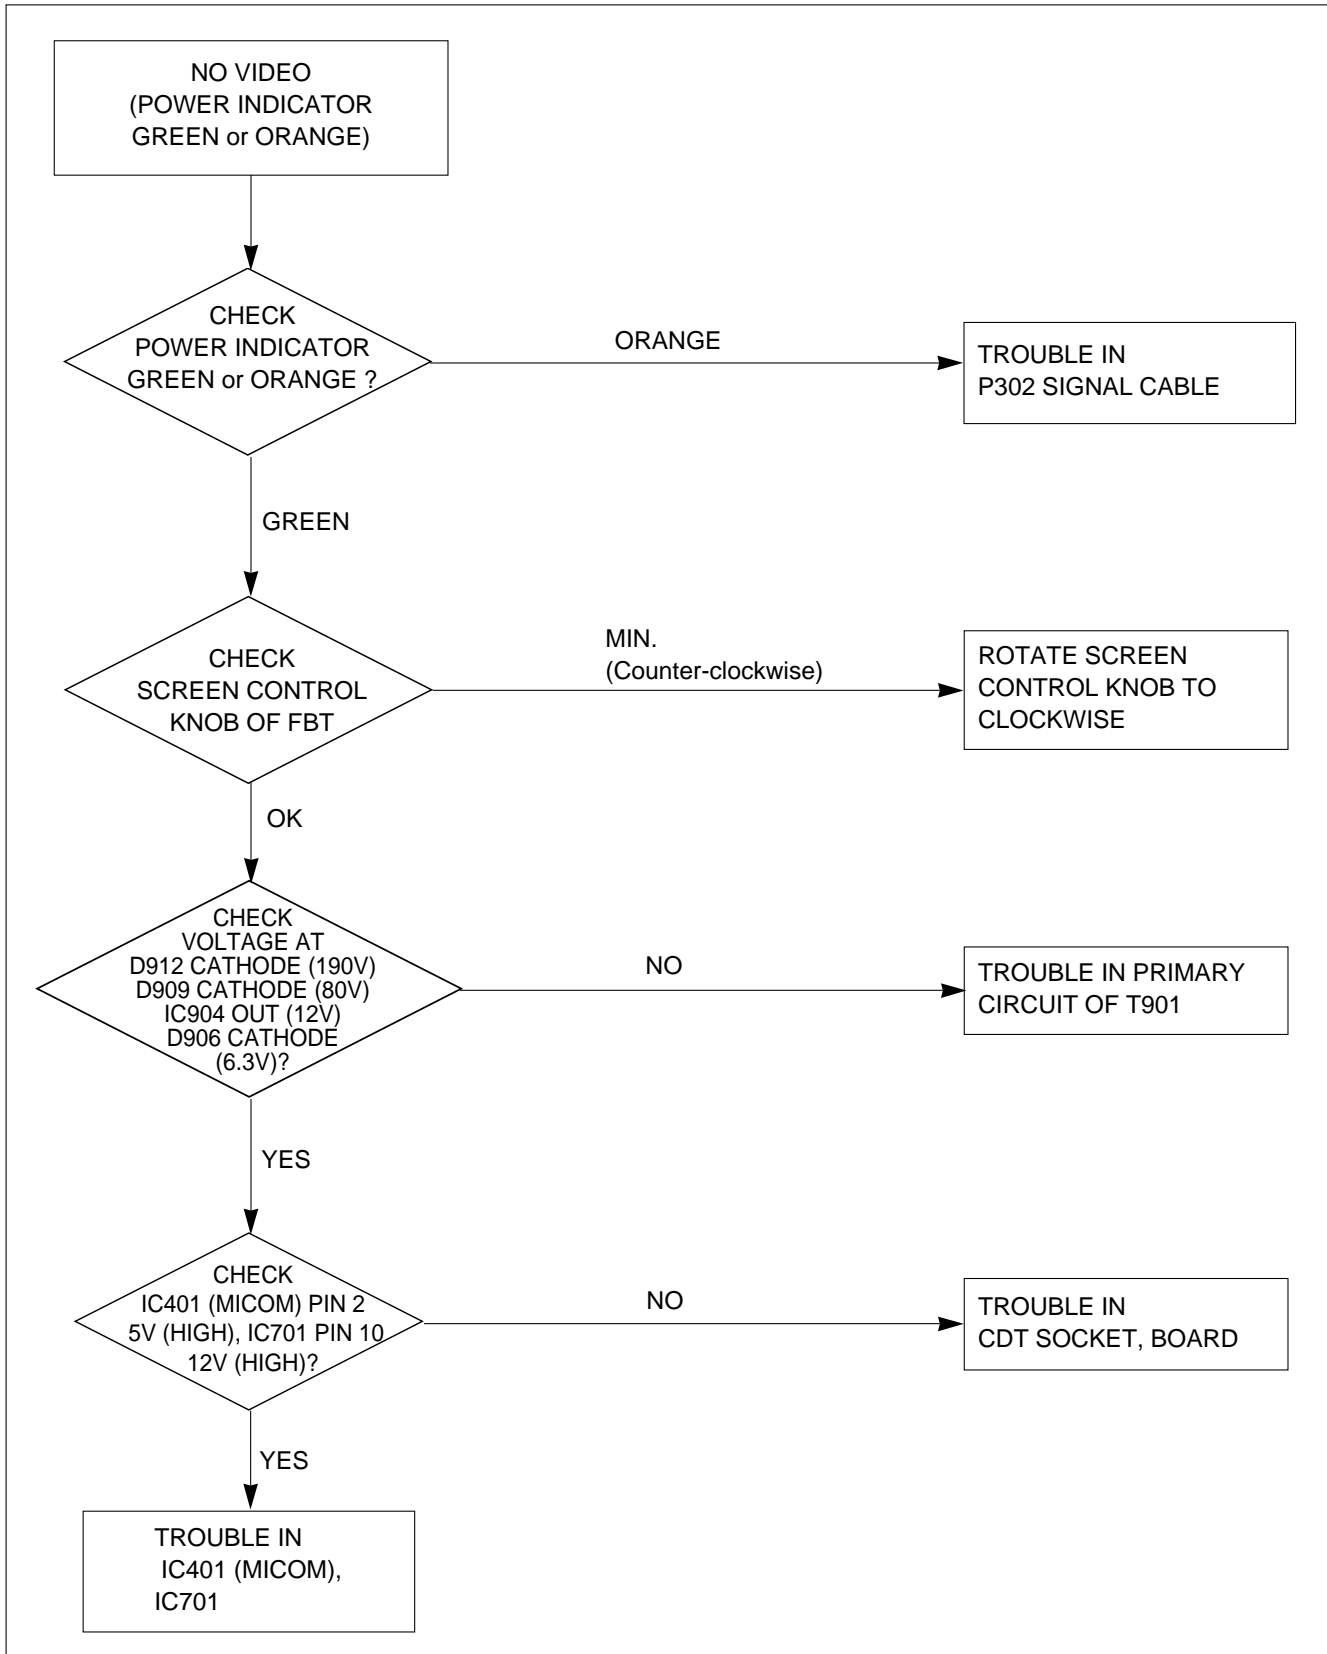 NO VIDEO
(POWER INDICATOR
GREEN or ORANGE)
CHECK
POWER INDICATOR
GREEN or ORANGE ?
ORANGE
TROUBLE IN
P302 SIGNAL CABLE
GREEN
CHECK
SCREEN CONTROL
KNOB OF FBT
MIN.
(Counter-clockwise)
ROTATE SCREEN
CONTROL KNOB TO
CLOCKWISE
OK
CHECK
VOLTAGE AT
D912 CATHODE (190V)
D909 CATHODE (80V)
IC904 OUT (12V)
D906 CATHODE
(6.3V)?
NO
TROUBLE IN PRIMARY
CIRCUIT OF T901
YES
CHECK
IC401 (MICOM) PIN 2
5V (HIGH), IC701 PIN 10
12V (HIGH)?
NO
TROUBLE IN
CDT SOCKET, BOARD
YES
TROUBLE IN
IC401 (MICOM),
IC701